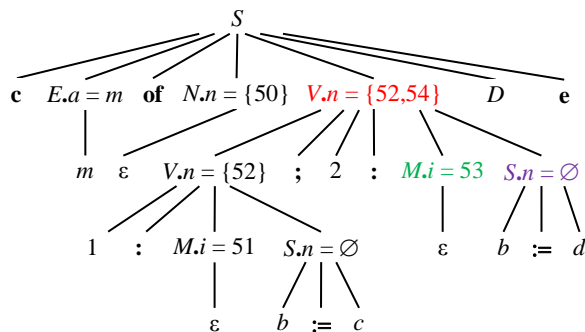 S
c E.a = m of N.n = {50} V.n = {52,54} D e
m ε V.n = {52} ; 2 : M.i = 53 S.n = ∅
1 : M.i = 51 S.n = ∅ ε b := d
ε b := c